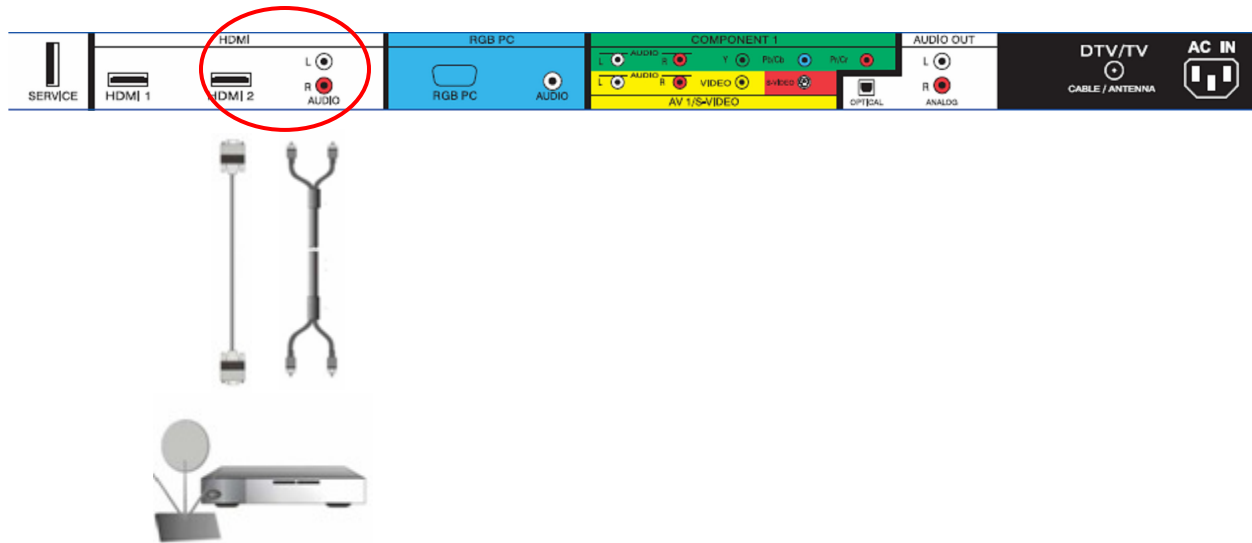 HDMI
RGB PC
COMPONENT 1
AUDIO OUT
SERVICE
HDMI 1
HDMI 2
L
R
AUDIO
RGB PC
AUDIO
L AUDIO R Y Pb/Cb Pr/Cr
L AUDIO R VIDEO S-VIDEO
AV 1/S-VIDEO
OPTICAL
L
R
ANALOG
DTV/TV
CABLE / ANTENNA
AC IN